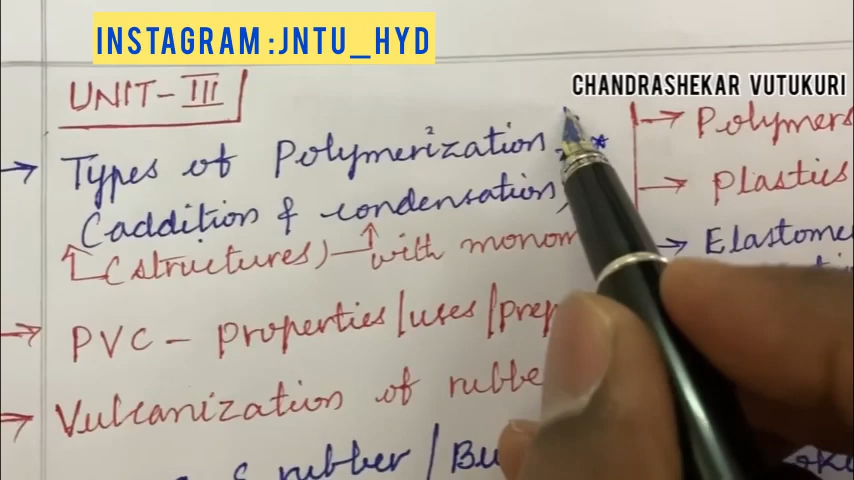 INSTAGRAM : JNTU_HYD
CHANDRASHEKAR VUTUKURI
UNIT-III
→ Types of Polymerization *
(addition & condensation,
(structures) with monom
→ PVC - properties/uses/prep
→ Vulcanization of rubbe
rubber / Bu
→ Polymers
→ Plastics
→ Elastome